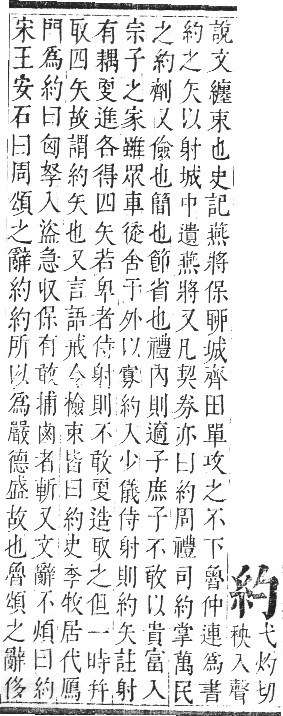 約
弋灼切
秧入聲
說文纏束也史記燕將保聊城齊田單攻之不下魯仲連為書
約之矢以射城中遺燕將又凡契券亦曰約周禮司約掌萬民
之約劑又儉也簡也節省也禮內則適子庶子不敢以貴富入
宗子之家雖眾車徒舍于外以寡約入少儀侍射則約矢註射
有耦更進各得四矢若卑者侍射則不敢更造取之但一時幷
取四矢故謂約矢也又言語戒令檢束皆曰約史李牧居代鴈
門為約曰匈拏入盜急收保有敢捕鹵者斬又文辭不煩曰約
宋王安石曰周頌之辭約約所以為嚴德盛故也魯頌之辭侈